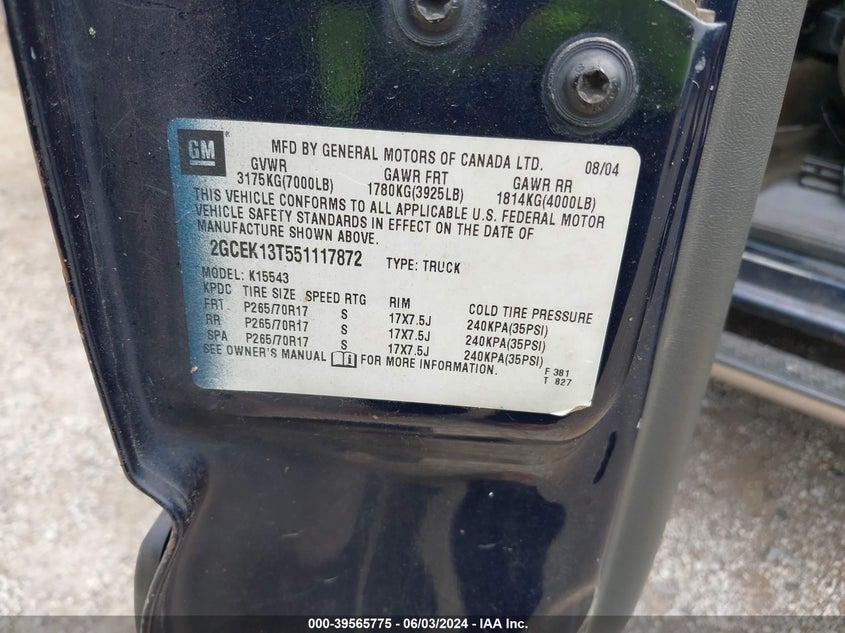 GM
MFD BY GENERAL MOTORS OF CANADA LTD. 08/04
GVWR GAWR FRT GAWR RR
3175KG(7000LB) 1780KG(3925LB) 1814KG(4000LB)
THIS VEHICLE CONFORMS TO ALL APPLICABLE U.S. FEDERAL MOTOR
VEHICLE SAFETY STANDARDS IN EFFECT ON THE DATE OF
MANUFACTURE SHOWN ABOVE.
2GCEK13T551117872 TYPE: TRUCK
MODEL: K15543
KPDC TIRE SIZE SPEED RTG RIM COLD TIRE PRESSURE
FRT P265/70R17 S 17X7.5J 240KPA(35PSI)
RR P265/70R17 S 17X7.5J 240KPA(35PSI)
SPA P265/70R17 S 17X7.5J 240KPA(35PSI)
SEE OWNER'S MANUAL FOR MORE INFORMATION.
F 381
T 827
000-39565775 - 06/03/2024 - IAA Inc.